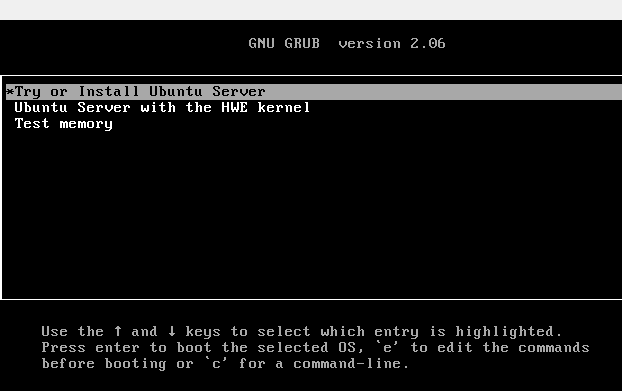 GNU GRUB  version 2.06
*Try or Install Ubuntu Server
Ubuntu Server with the HWE kernel
Test memory
Use the ↑ and ↓ keys to select which entry is highlighted.
Press enter to boot the selected OS, `e' to edit the commands
before booting or `c' for a command-line.